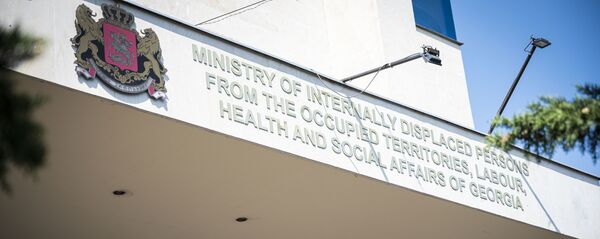 MINISTRY OF INTERNALLY DISPLACED PERSONS
FROM THE OCCUPIED TERRITORIES, LABOUR,
HEALTH AND SOCIAL AFFAIRS OF GEORGIA